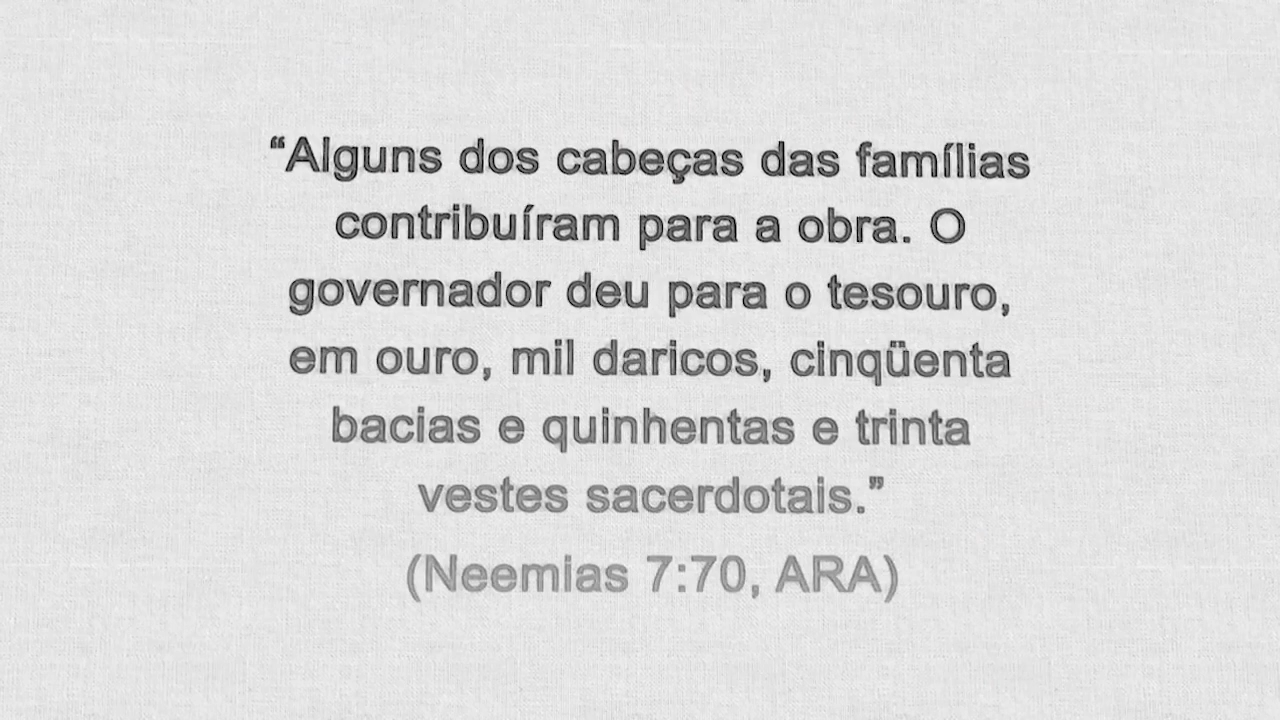 “Alguns dos cabeças das famílias
contribuíram para a obra. O
governador deu para o tesouro,
em ouro, mil daricos, cinqüenta
bacias e quinhentas e trinta
vestes sacerdotais.”
(Neemias 7:70, ARA)